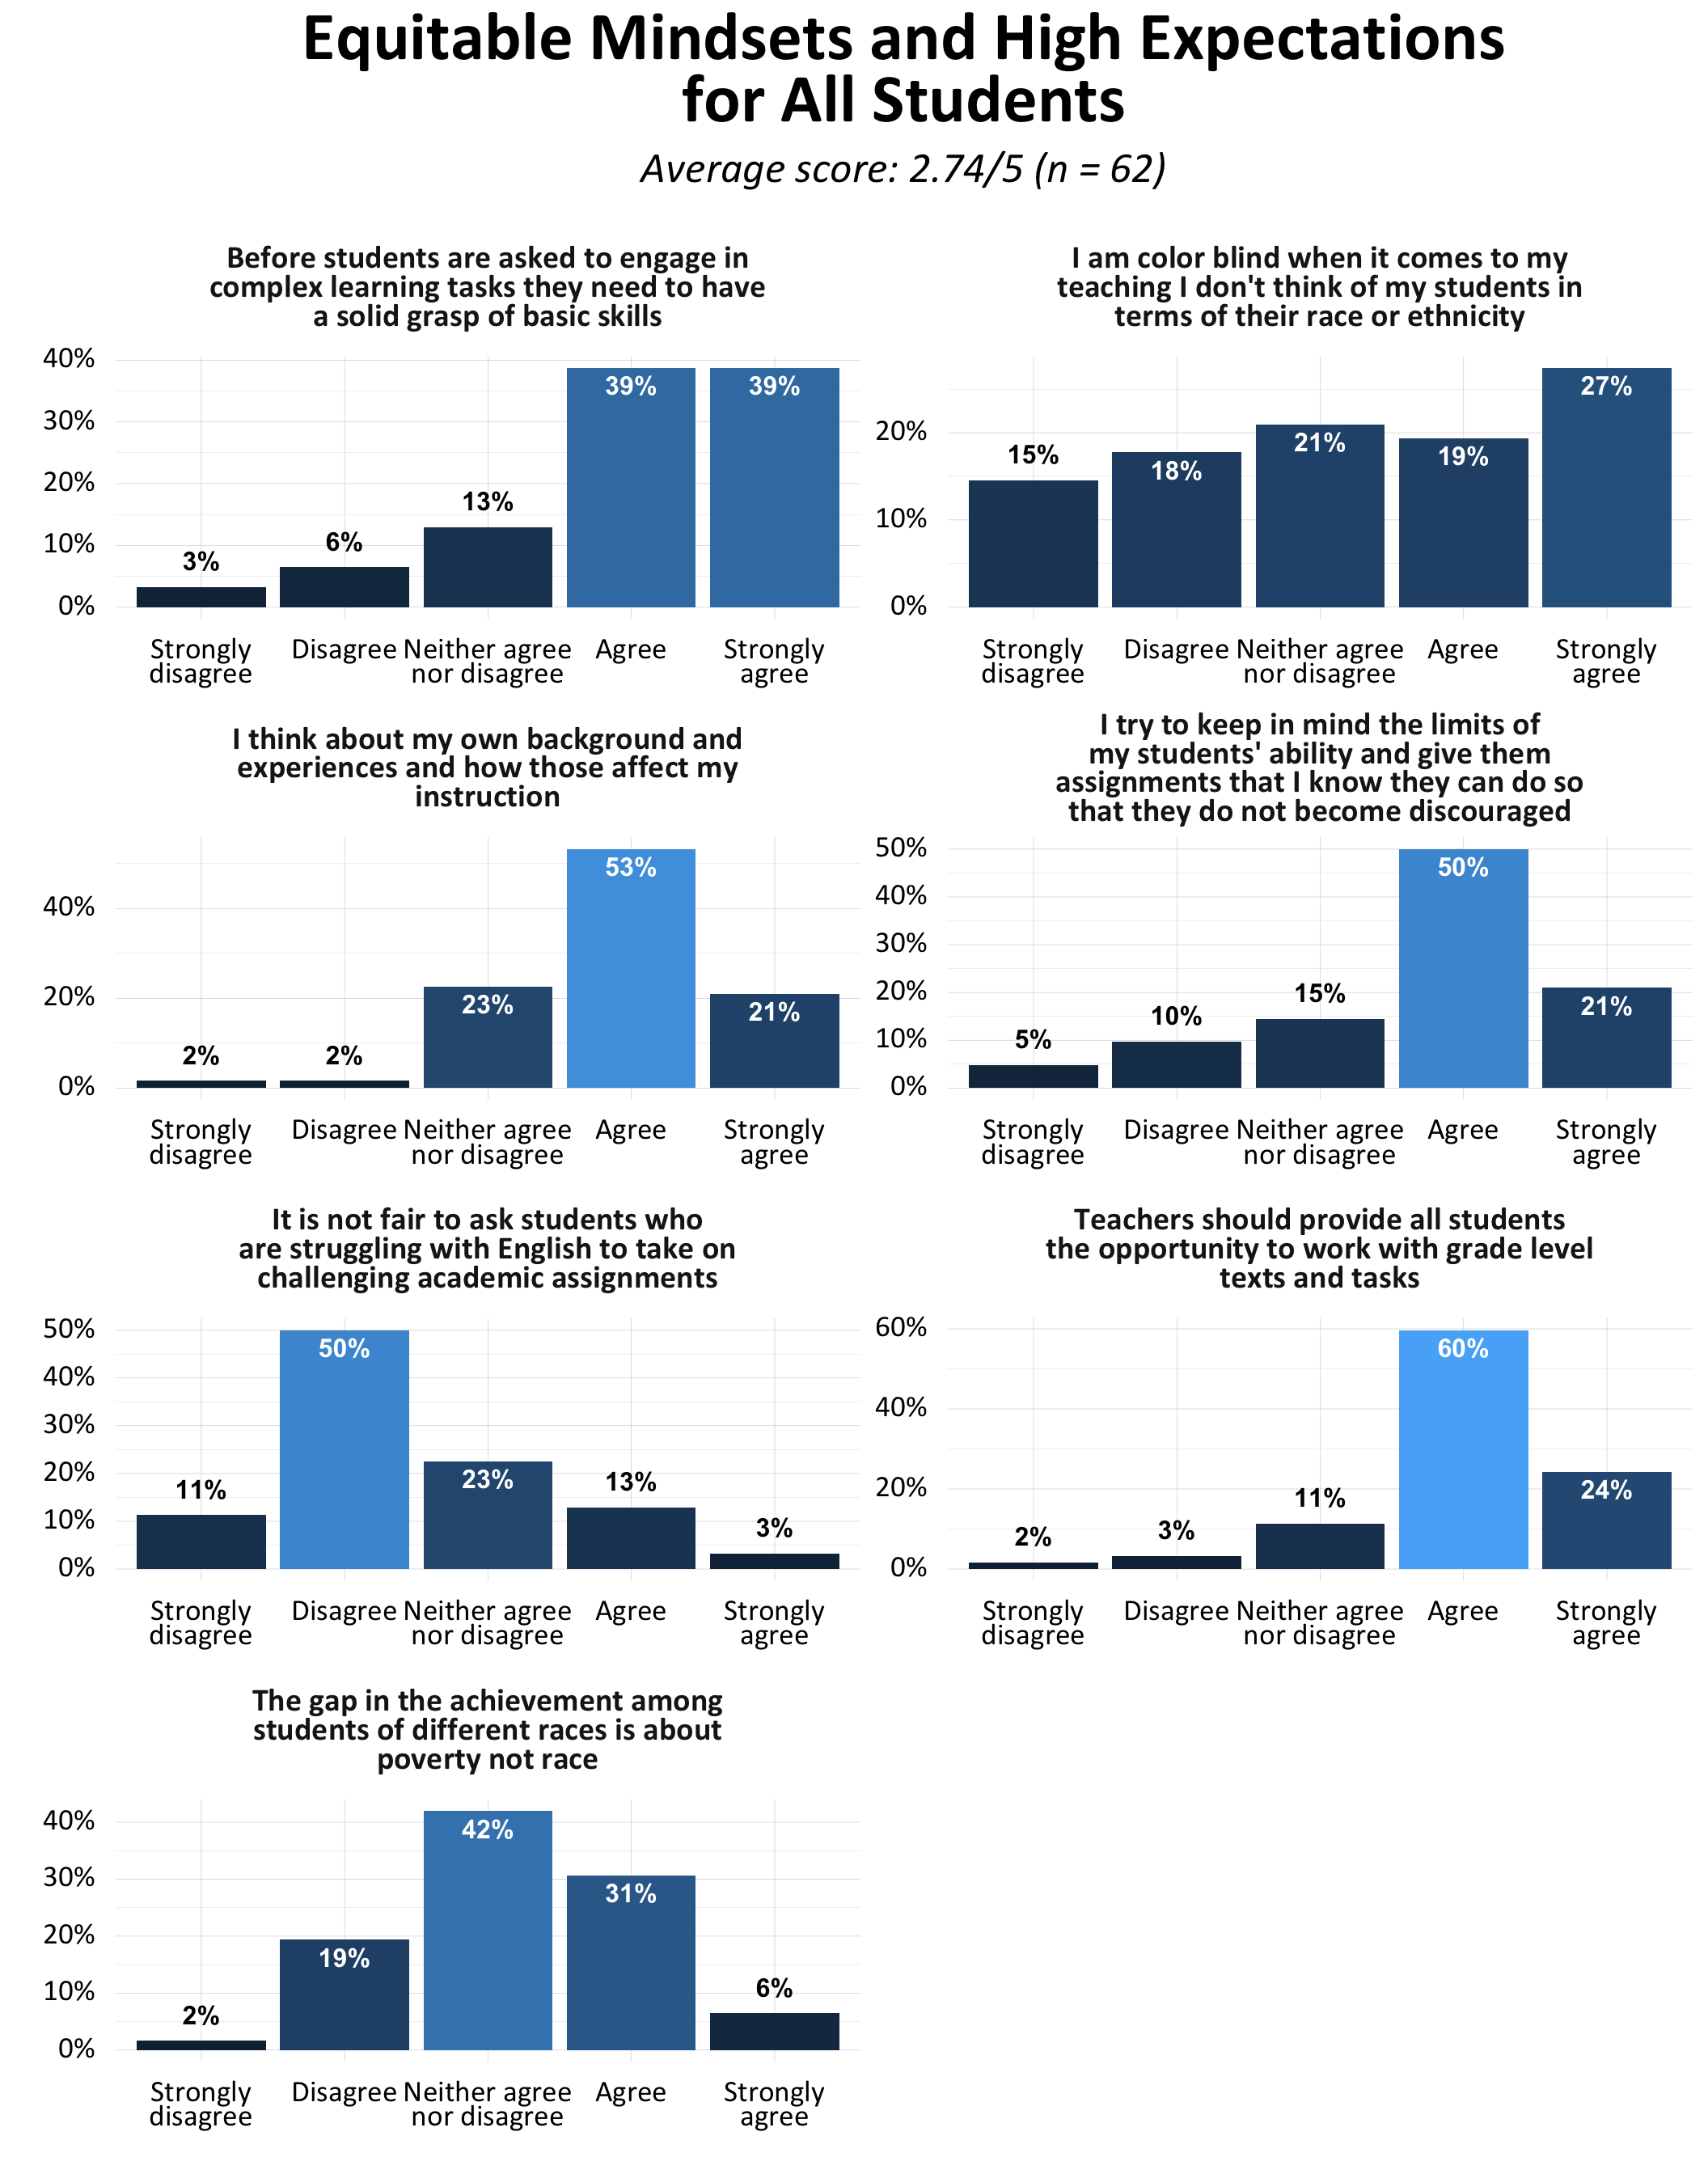 Equitable Mindsets and High Expectations
for All Students
Average score: 2.74/5 (n = 62)
Before students are asked to engage in
complex learning tasks they need to have
a solid grasp of basic skills
40%
30%
20%
10%
0%
3%
6%
13%
39%
39%
Strongly
disagree
Disagree
Neither agree
nor disagree
Agree
Strongly
agree
I am color blind when it comes to my
teaching I don't think of my students in
terms of their race or ethnicity
20%
10%
0%
15%
18%
21%
19%
27%
Strongly
disagree
Disagree
Neither agree
nor disagree
Agree
Strongly
agree
I think about my own background and
experiences and how those affect my
instruction
40%
20%
0%
2%
2%
23%
53%
21%
Strongly
disagree
Disagree
Neither agree
nor disagree
Agree
Strongly
agree
I try to keep in mind the limits of
my students' ability and give them
assignments that I know they can do so
that they do not become discouraged
50%
40%
30%
20%
10%
0%
5%
10%
15%
50%
21%
Strongly
disagree
Disagree
Neither agree
nor disagree
Agree
Strongly
agree
It is not fair to ask students who
are struggling with English to take on
challenging academic assignments
50%
40%
30%
20%
10%
0%
11%
50%
23%
13%
3%
Strongly
disagree
Disagree
Neither agree
nor disagree
Agree
Strongly
agree
Teachers should provide all students
the opportunity to work with grade level
texts and tasks
60%
40%
20%
0%
2%
3%
11%
60%
24%
Strongly
disagree
Disagree
Neither agree
nor disagree
Agree
Strongly
agree
The gap in the achievement among
students of different races is about
poverty not race
40%
30%
20%
10%
0%
2%
19%
42%
31%
6%
Strongly
disagree
Disagree
Neither agree
nor disagree
Agree
Strongly
agree